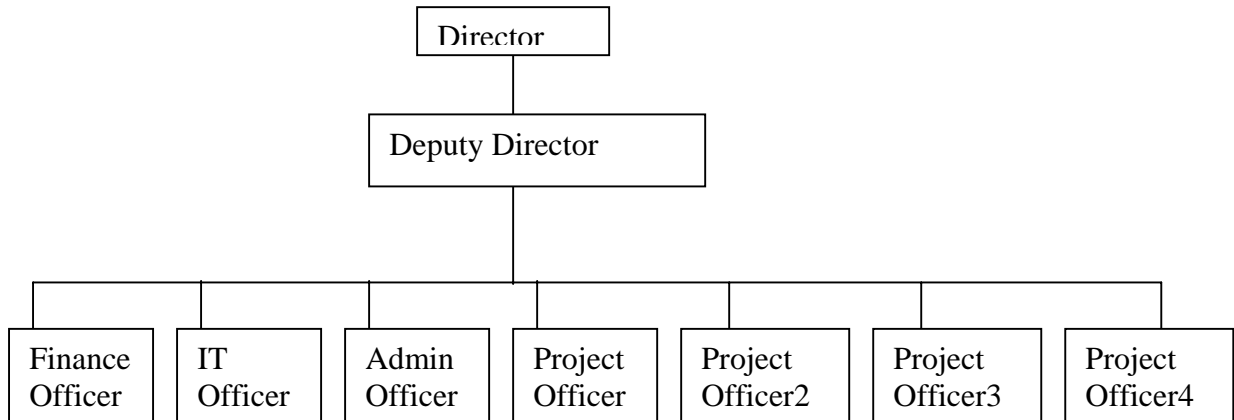 Director
Deputy Director
Finance
Officer
IT
Officer
Admin
Officer
Project
Officer
Project
Officer2
Project
Officer3
Project
Officer4